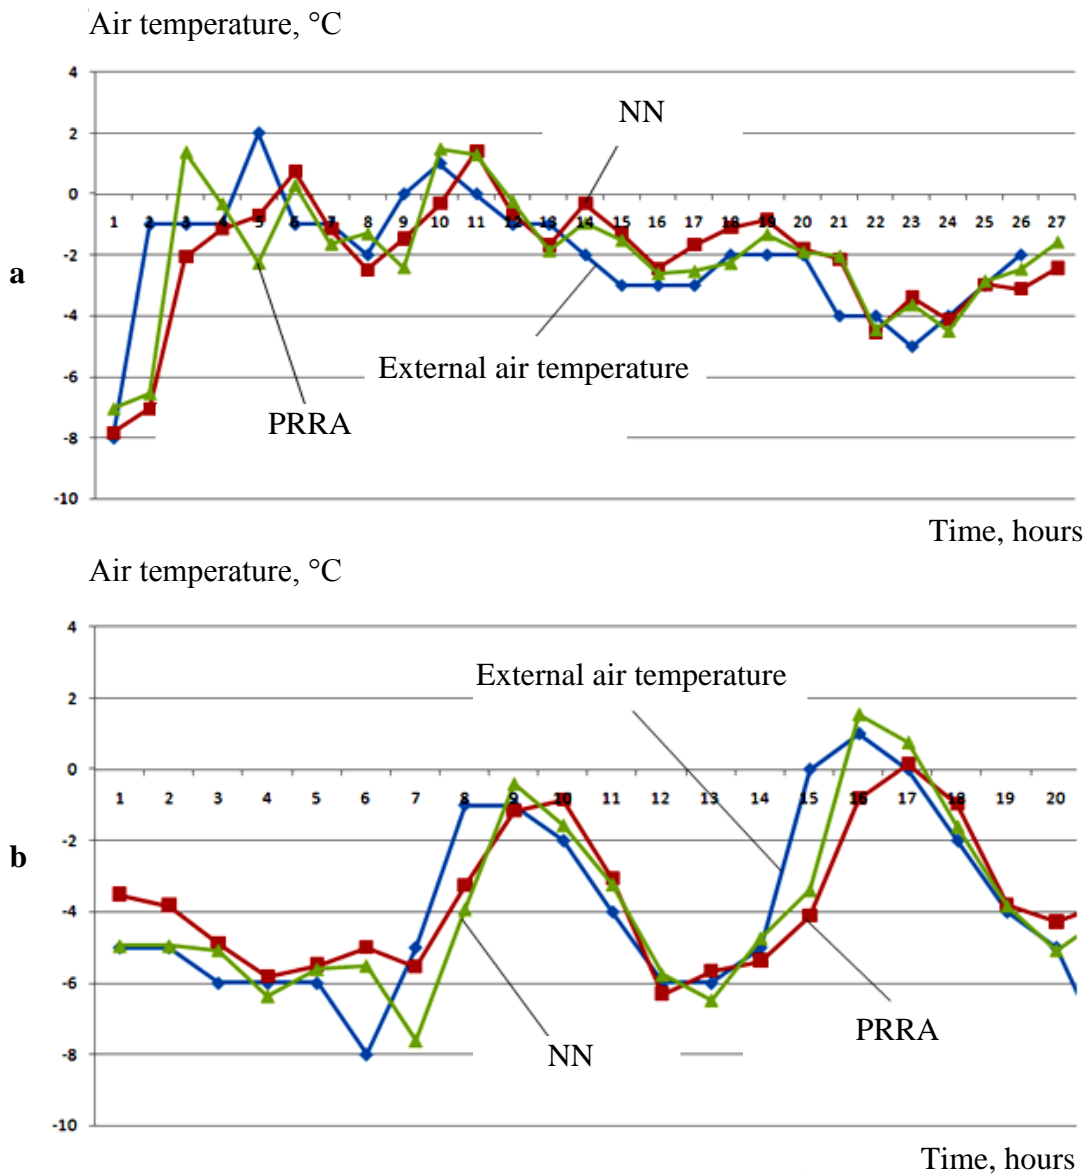 Air temperature, °C
4
2
NN
0
1 2 3 4 5 6 7 8 9 10 11 12 13 14 15 16 17 18 19 20 21 22 23 24 25 26 27
-2
a
-4
External air temperature
-6
PRRA
-8
-10
Time, hours
Air temperature, °C
4
External air temperature
2
0
1 2 3 4 5 6 7 8 9 10 11 12 13 14 15 16 17 18 19 20
-2
b
-4
-6
PRRA
NN
-8
-10
Time, hours